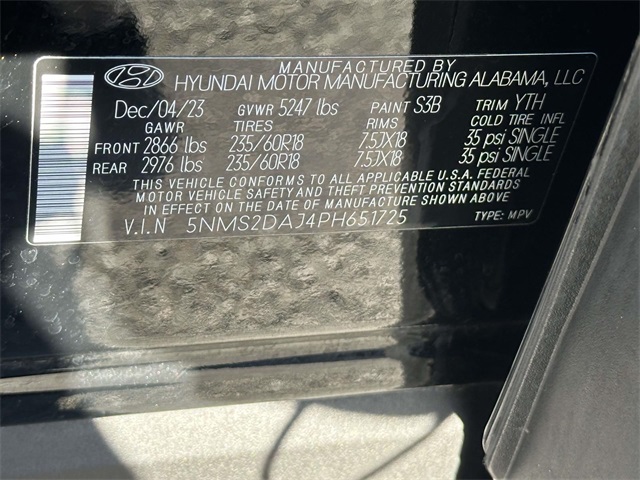 MANUFACTURED BY
HYUNDAI MOTOR MANUFACTURING ALABAMA, LLC
Dec/04/23 GVWR 5247 lbs PAINT S3B TRIM YTH
GAWR TIRES RIMS COLD TIRE INFL
FRONT 2866 lbs 235/60R18 7.5JX18 35 psi SINGLE
REAR 2976 lbs 235/60R18 7.5JX18 35 psi SINGLE
THIS VEHICLE CONFORMS TO ALL APPLICABLE U.S.A. FEDERAL
MOTOR VEHICLE SAFETY AND THEFT PREVENTION STANDARDS
IN EFFECT ON THE DATE OF MANUFACTURE SHOWN ABOVE
V.I.N 5NMS2DAJ4PH651725 TYPE: MPV